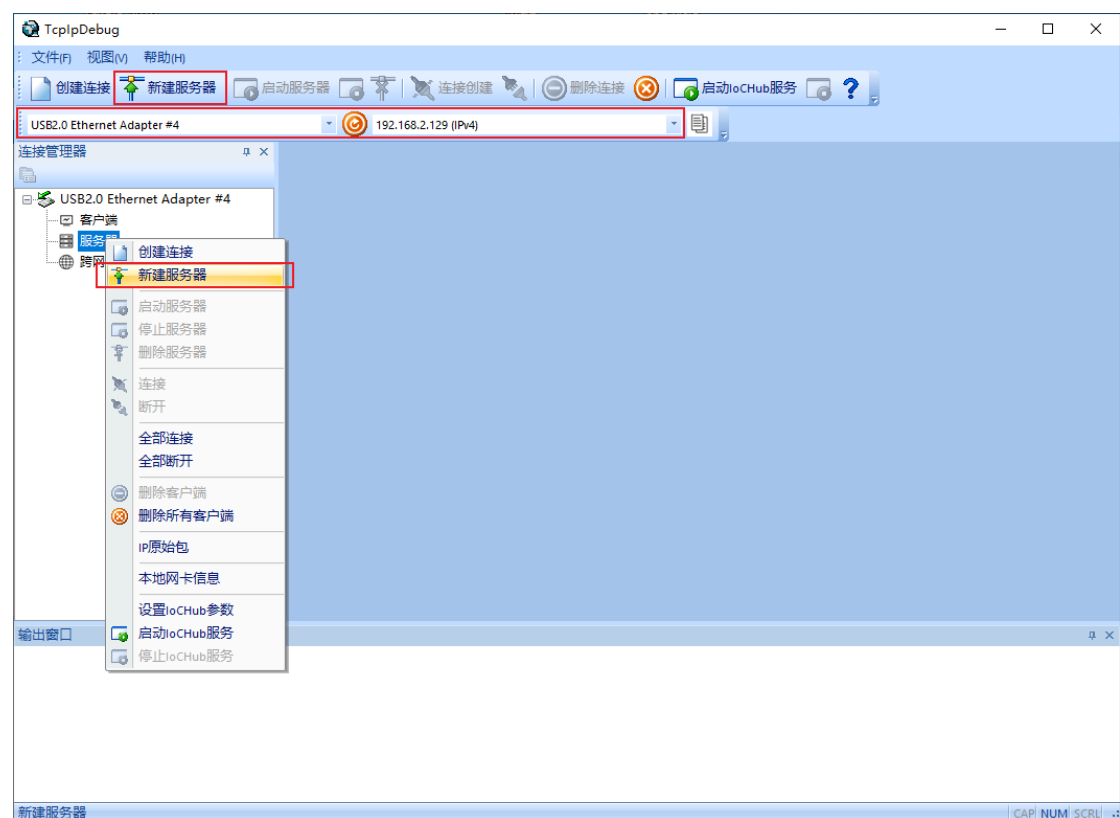 TcpIpDebug
文件(F) 视图(V) 帮助(H)
创建连接 新建服务器 启动服务器 连接创建 删除连接 启动IoCHub服务 ?
USB2.0 Ethernet Adapter #4 192.168.2.129 (IPv4)
连接管理器
USB2.0 Ethernet Adapter #4
客户端
服务器
跨网
创建连接
新建服务器
启动服务器
停止服务器
删除服务器
连接
断开
全部连接
全部断开
删除客户端
删除所有客户端
IP原始包
本地网卡信息
设置IoCHub参数
启动IoCHub服务
停止IoCHub服务
输出窗口
新建服务器 CAP NUM SCRL